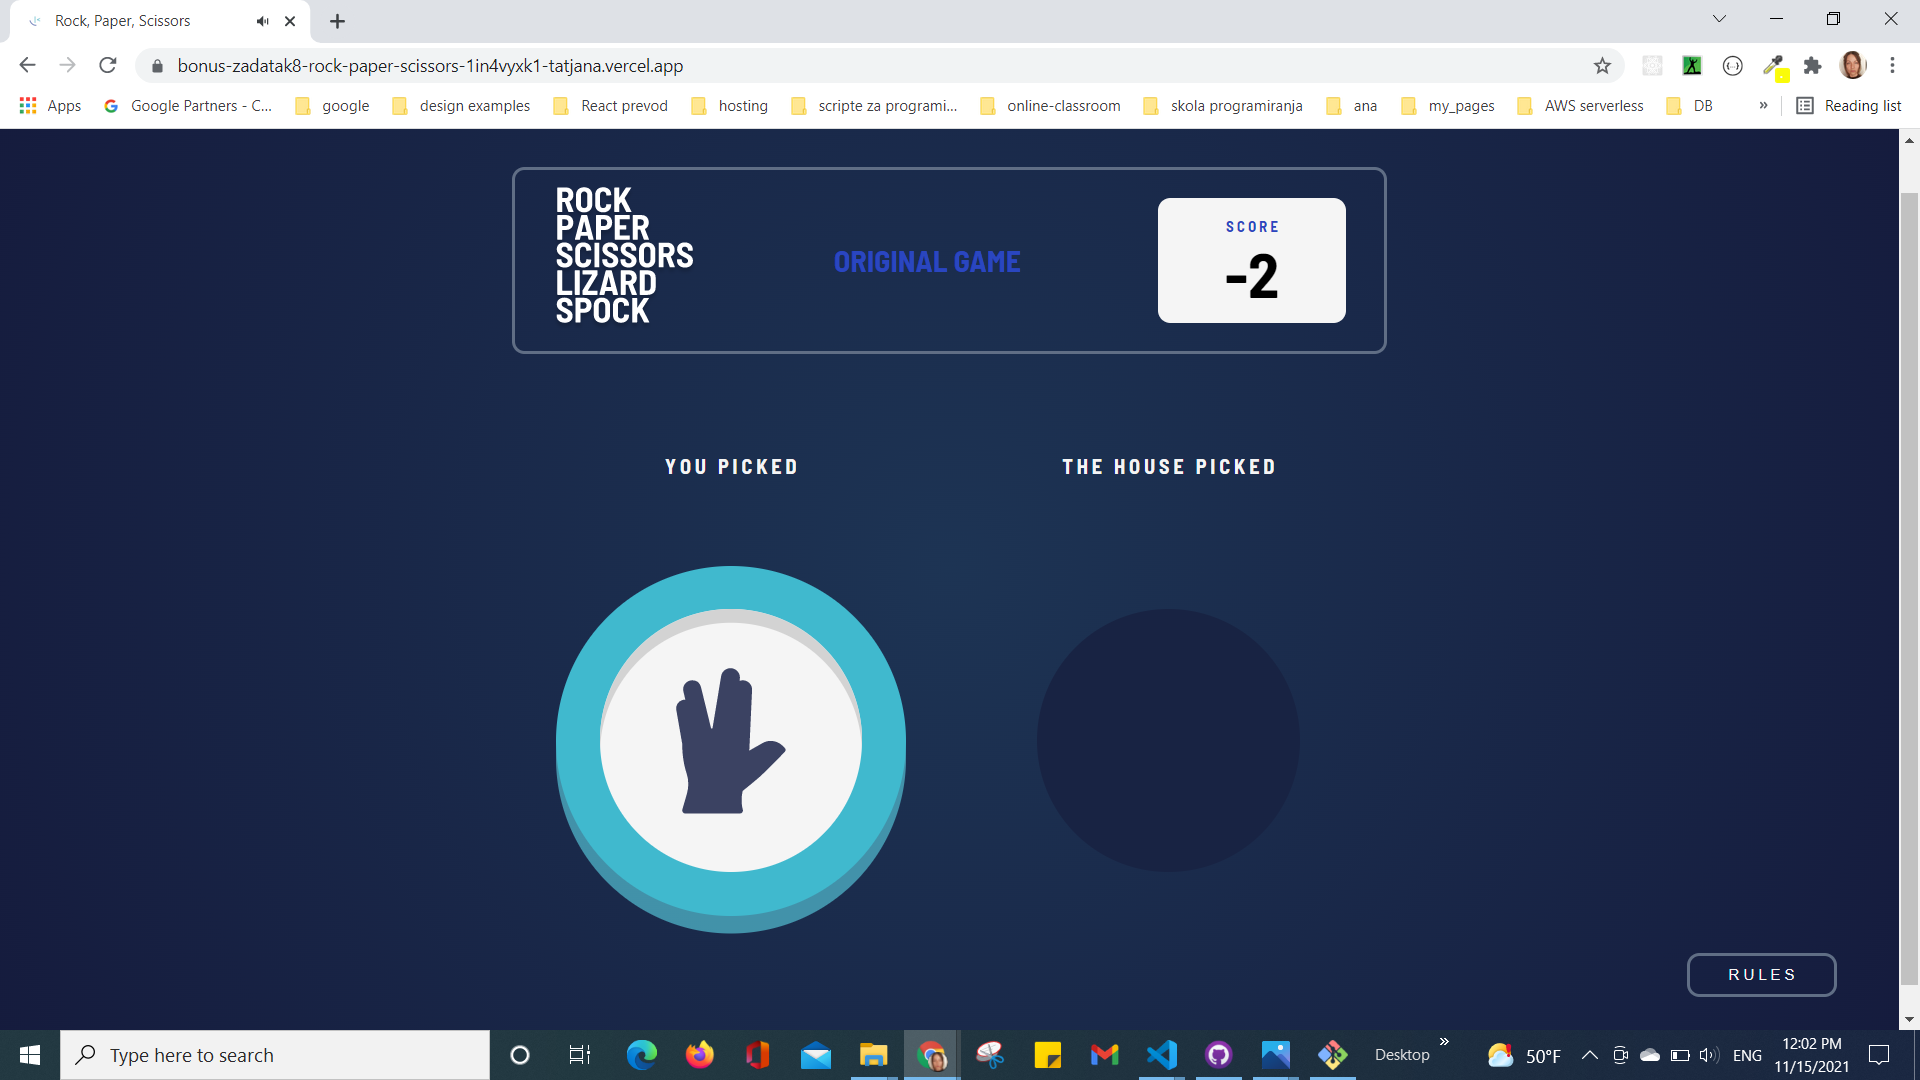 Rock, Paper, Scissors
bonus-zadatak8-rock-paper-scissors-1in4vyxk1-tatjana.vercel.app
Apps
Google Partners - C...
google
design examples
React prevod
hosting
scripte za programi...
online-classroom
skola programiranja
ana
my_pages
AWS serverless
DB
»
Reading list
ROCK
PAPER
SCISSORS
LIZARD
SPOCK
ORIGINAL GAME
SCORE
-2
YOU PICKED
THE HOUSE PICKED
RULES
Type here to search
Desktop
»
50°F
ENG
12:02 PM
11/15/2021